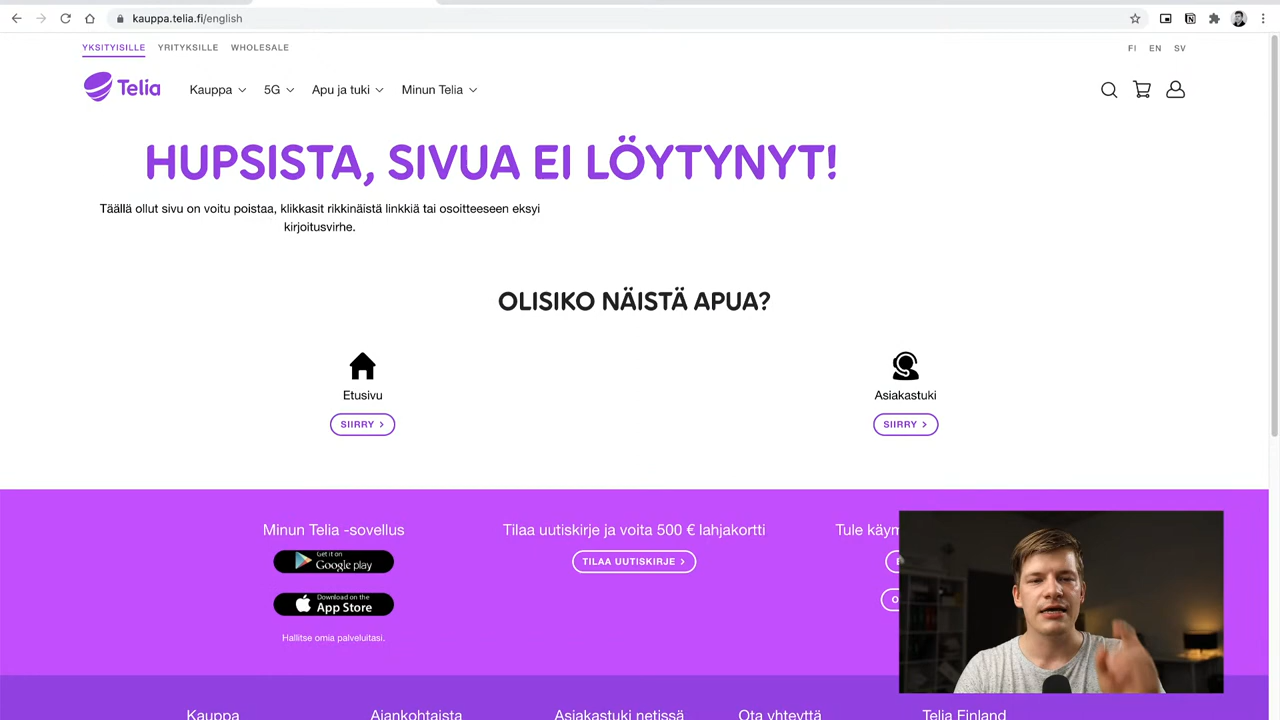 kauppa.telia.fi/english
YKSITYISILLE YRITYKSILLE WHOLESALE
FI EN SV
Telia Kauppa 5G Apu ja tuki Minun Telia
HUPSISTA, SIVUA EI LÖYTYNYT!
Täällä ollut sivu on voitu poistaa, klikkasit rikkinäistä linkkiä tai osoitteeseen eksyi
kirjoitusvirhe.
OLISIKO NÄISTÄ APUA?
Etusivu
SIIRRY
Asiakastuki
SIIRRY
Minun Telia -sovellus
GET IT ON
Google play
Download on the
App Store
Hallitse omia palveluitasi.
Tilaa uutiskirje ja voita 500 € lahjakortti
TILAA UUTISKIRJE
Tule käym
Kauppa Ajankohtaista Asiakastuki netissä Ota yhteyttä Telia Finland